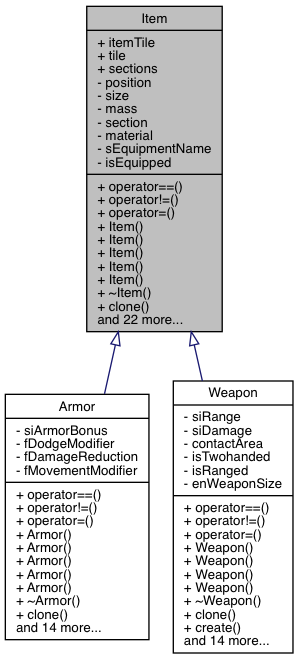 Item
+ itemTile
+ tile
+ sections
- position
- size
- mass
- section
- material
- sEquipmentName
- isEquipped
+ operator==()
+ operator!=()
+ operator=()
+ Item()
+ Item()
+ Item()
+ Item()
+ Item()
+ ~Item()
+ clone()
and 22 more...
Armor
- siArmorBonus
- fDodgeModifier
- fDamageReduction
- fMovementModifier
+ operator==()
+ operator!=()
+ operator=()
+ Armor()
+ Armor()
+ Armor()
+ Armor()
+ Armor()
+ ~Armor()
+ clone()
and 14 more...
Weapon
- siRange
- siDamage
- contactArea
- isTwohanded
- isRanged
- enWeaponSize
+ operator==()
+ operator!=()
+ operator=()
+ Weapon()
+ Weapon()
+ Weapon()
+ Weapon()
+ ~Weapon()
+ clone()
+ create()
and 14 more...